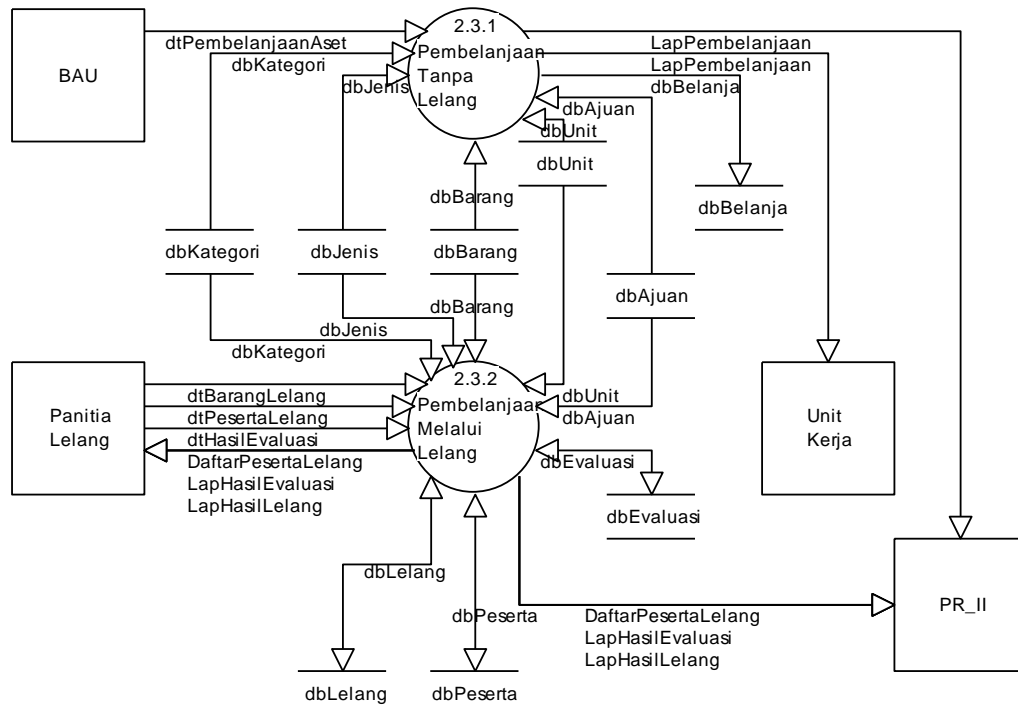 2.3.1
Pembelanjaan
Tanpa
Lelang
BAU
dtPembelanjaanAset
dbKategori
dbJenis
LapPembelanjaan
LapPembelanjaan
dbBelanja
dbAjuan
dbUnit
dbUnit
dbBarang
dbBelanja
dbKategori
dbJenis
dbBarang
dbAjuan
dbBarang
dbJenis
dbKategori
2.3.2
Pembelanjaan
Melalui
Lelang
Panitia
Lelang
dtBarangLelang
dtPesertaLelang
dtHasilEvaluasi
DaftarPesertaLelang
LapHasilEvaluasi
LapHasilLelang
dbUnit
dbAjuan
dbEvaluasi
dbEvaluasi
Unit
Kerja
dbLelang
dbPeserta
DaftarPesertaLelang
LapHasilEvaluasi
LapHasilLelang
PR_II
dbLelang
dbPeserta